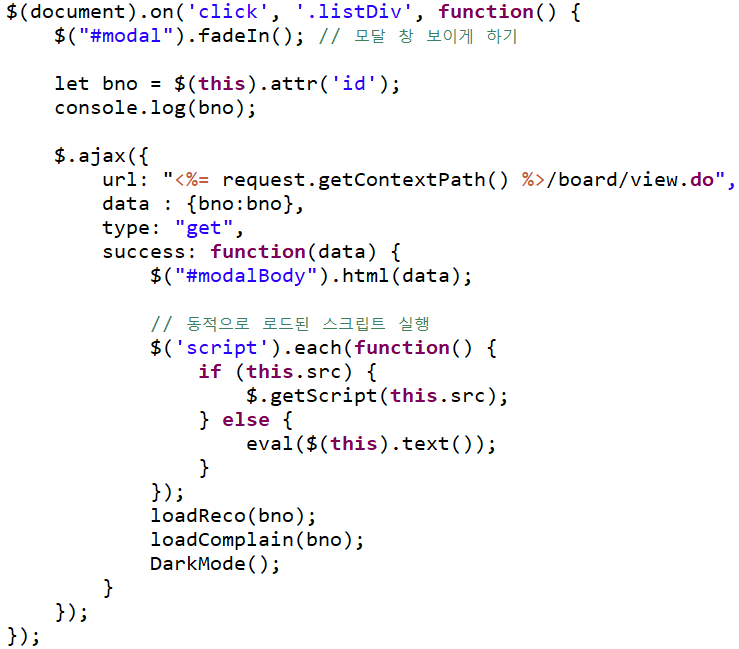 $(document).on('click', '.listDiv', function() {
    $("#modal").fadeIn(); // 모달 창 보이게 하기

    let bno = $(this).attr('id');
    console.log(bno);

    $.ajax({
        url: "<%= request.getContextPath() %>/board/view.do",
        data : {bno:bno},
        type: "get",
        success: function(data) {
            $("#modalBody").html(data);

            // 동적으로 로드된 스크립트 실행
            $('script').each(function() {
                if (this.src) {
                    $.getScript(this.src);
                } else {
                    eval($(this).text());
                }
            });
            loadReco(bno);
            loadComplain(bno);
            DarkMode();
        }
    });
});